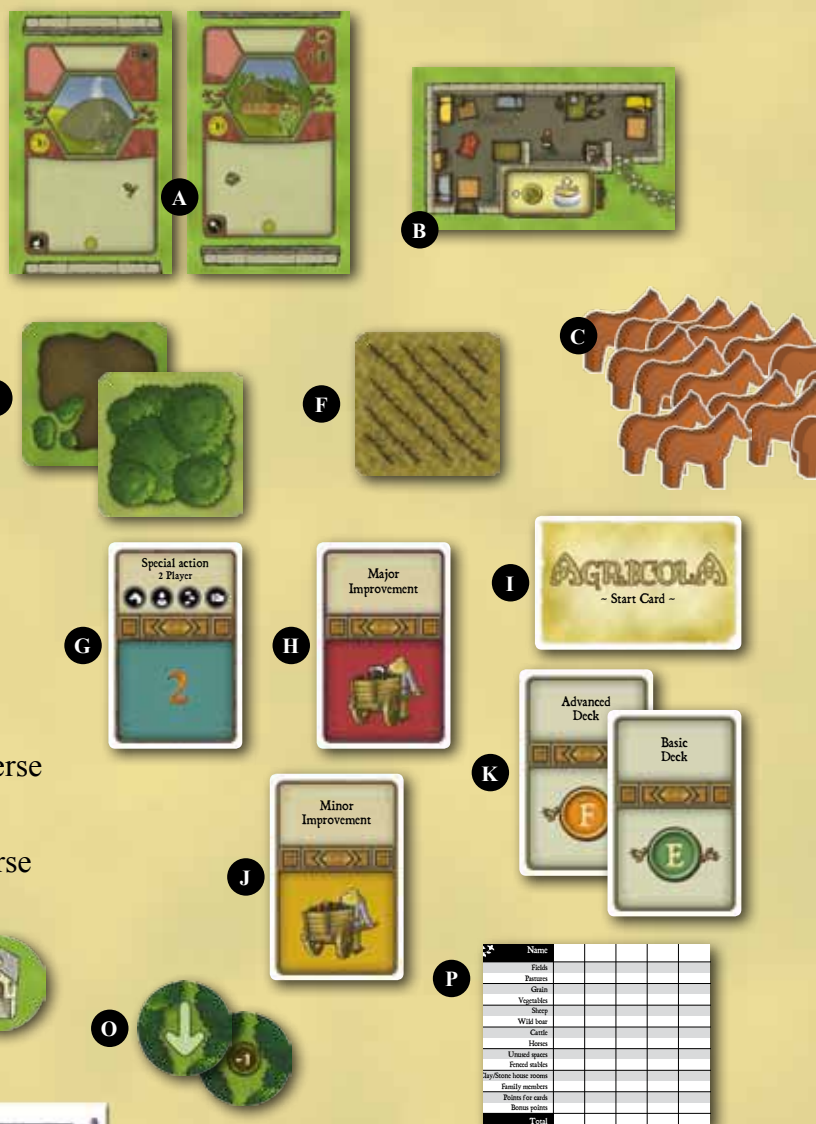 A
B
C
F
Special action
2 Player
2
G
Major
Improvement
H
AGRICOLA
~ Start Card ~
I
Advanced
Deck
F
Basic
Deck
E
K
erse
rse
Minor
Improvement
J
O
-1
P
Name
Fields
Pastures
Grain
Vegetables
Sheep
Wild boar
Cattle
Horses
Unused spaces
Fenced stables
Clay/Stone house rooms
Family members
Points for cards
Bonus points
Total